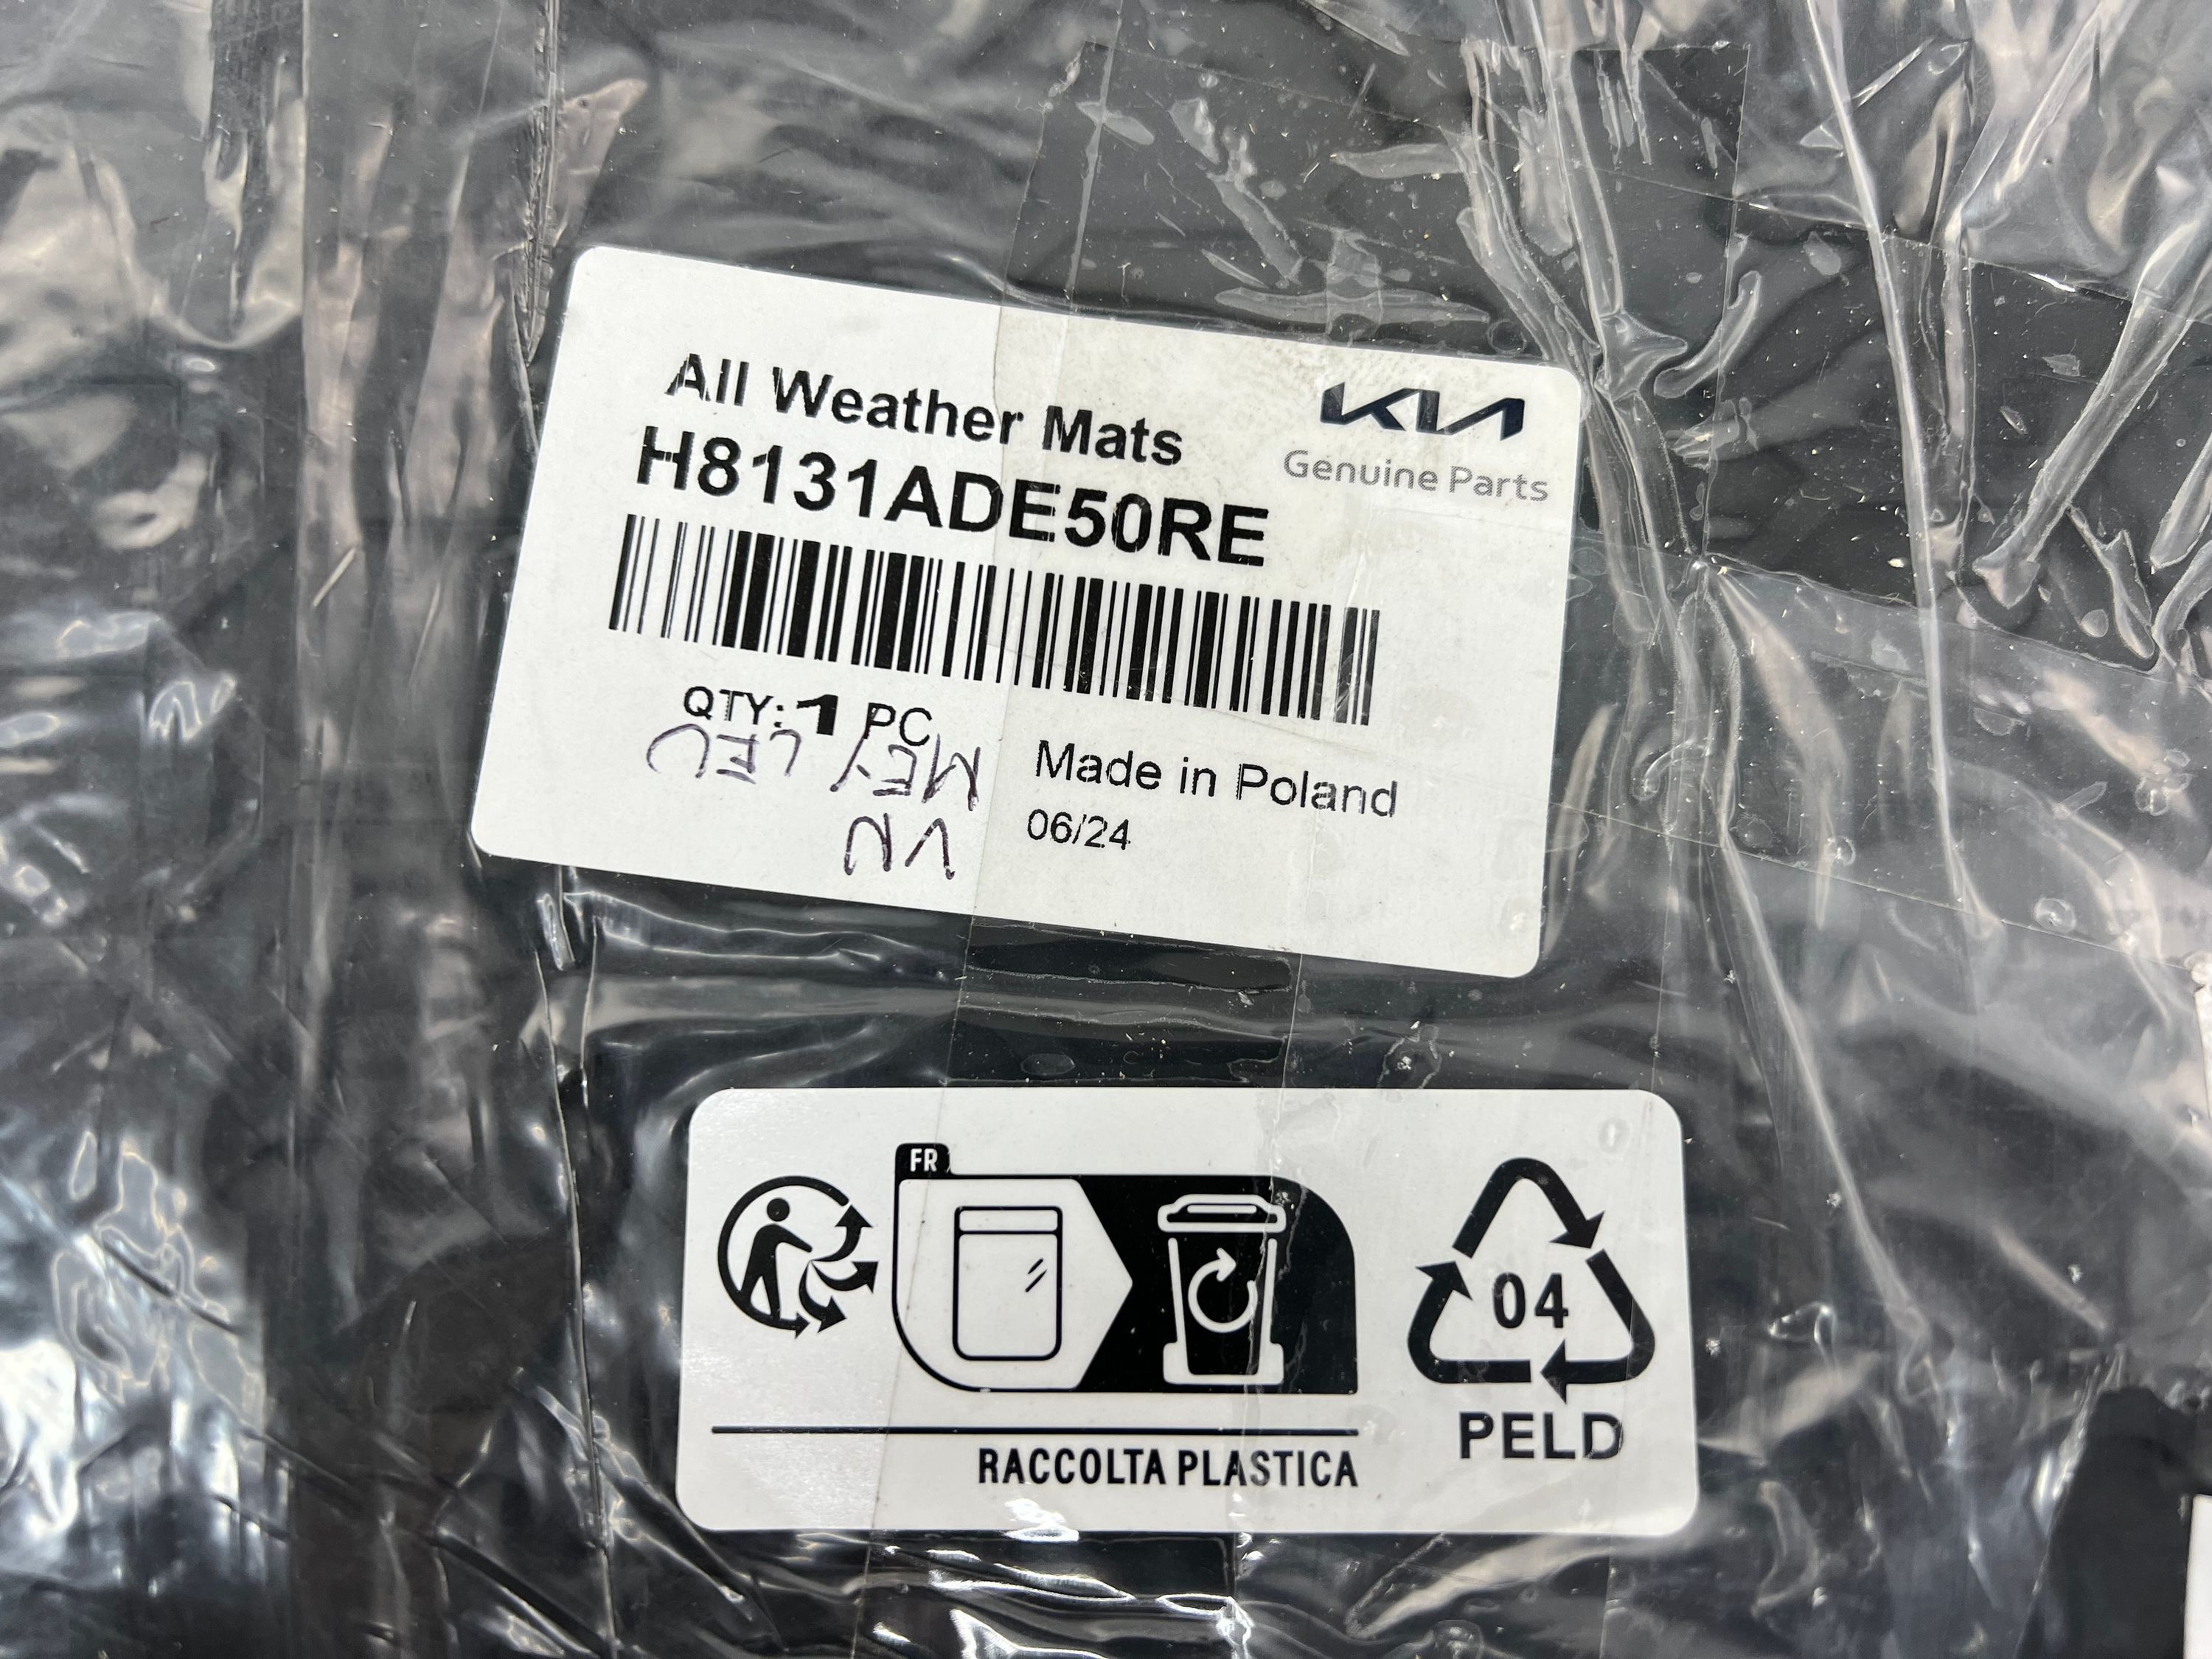 All Weather Mats
KIA
Genuine Parts
H8131ADE50RE
QTY: 1 PC
Made in Poland
06/24
FR
04
PELD
RACCOLTA PLASTICA